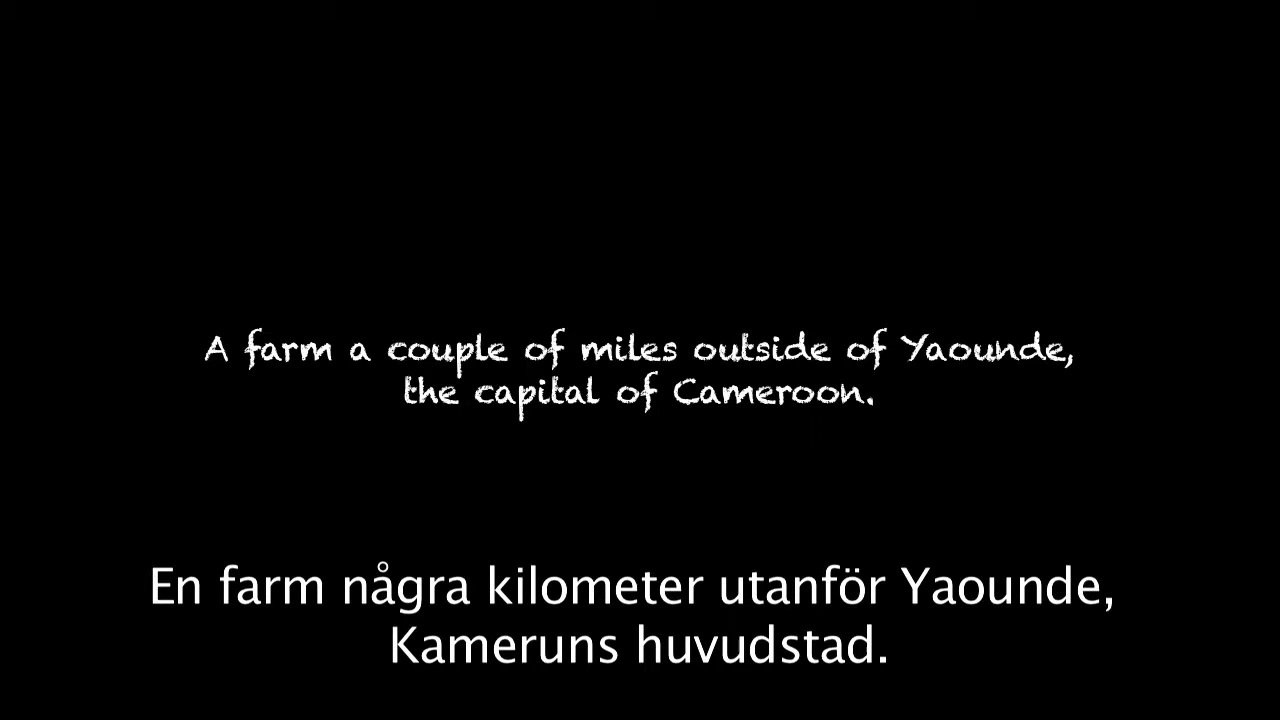 A farm a couple of miles outside of Yaounde,
the capital of Cameroon.
En farm några kilometer utanför Yaounde,
Kameruns huvudstad.